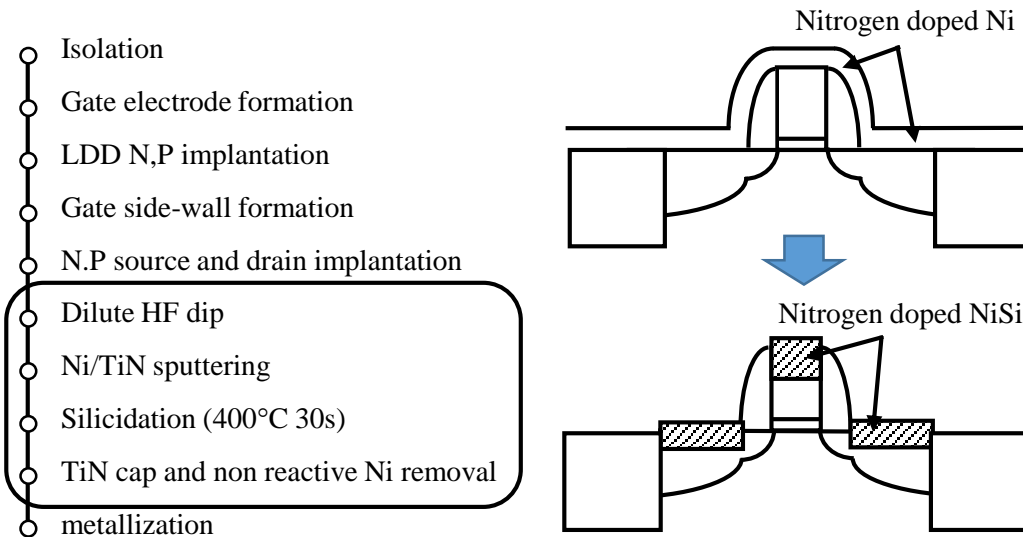 Isolation
Gate electrode formation
LDD N,P implantation
Gate side-wall formation
N.P source and drain implantation
Dilute HF dip
Ni/TiN sputtering
Silicidation (400°C 30s)
TiN cap and non reactive Ni removal
metallization
Nitrogen doped Ni
Nitrogen doped NiSi